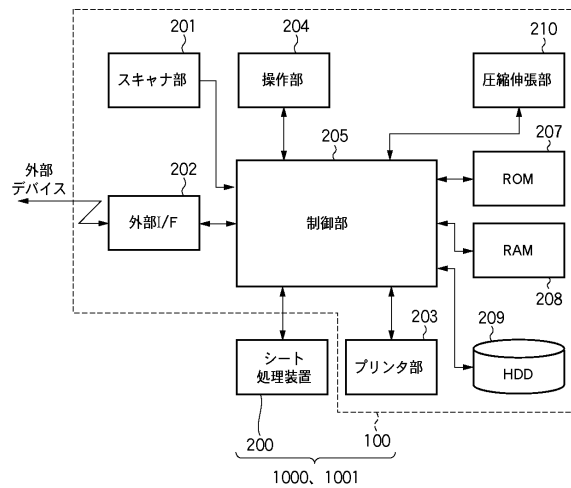 201
スキャナ部
204
操作部
210
圧縮伸張部
205
制御部
207
ROM
外部
デバイス
202
外部I/F
RAM
208
203
プリンタ部
209
HDD
シート
処理装置
200
100
1000、1001